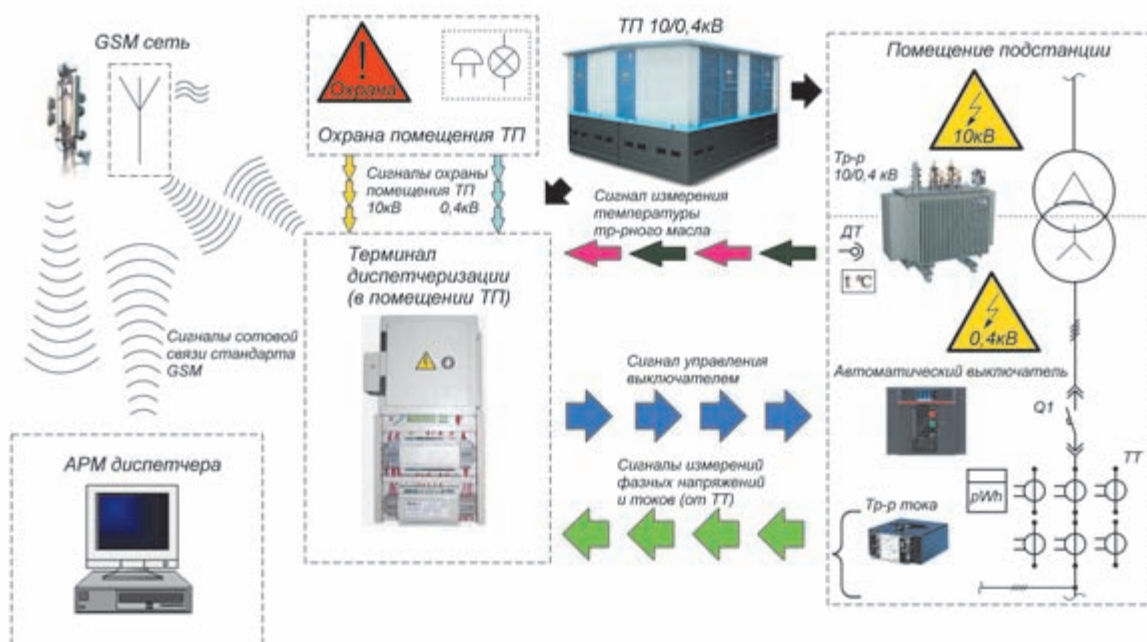 GSM сеть
Охрана
Охрана помещения ТП
ТП 10/0,4кВ
Помещение подстанции
10кВ
Тр-р
10/0,4 кВ
ДТ
t °C
0,4кВ
Сигналы охраны
помещения ТП
10кВ 0,4кВ
Сигнал измерения
температуры
тр-рного масла
Терминал
диспетчеризации
(в помещении ТП)
Сигналы сотовой
связи стандарта
GSM
Сигнал управления
выключателем
Автоматический выключатель
Q1
АРМ диспетчера
Сигналы измерений
фазных напряжений
и токов (от ТТ)
pWh
ТТ
Тр-р тока